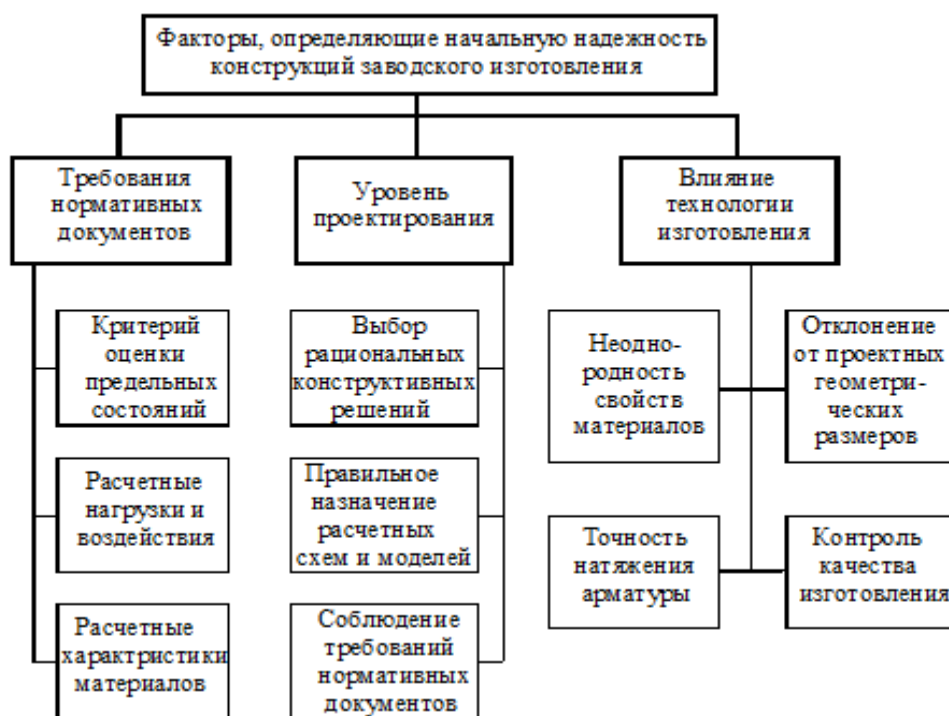 Факторы, определяющие начальную надежность
конструкций заводского изготовления
Требования
нормативных
документов
Уровень
проектирования
Влияние
технологии
изготовления
Критерий
оценки
предельных
состояний
Расчетные
нагрузки и
воздействия
Расчетные
характристики
материалов
Выбор
рациональных
конструктивных
решений
Правильное
назначение
расчетных
схем и моделей
Соблюдение
требований
нормативных
документов
Неодно-
родность
свойств
материалов
Отклонение
от проектных
геометри-
ческих
размеров
Точность
натяжения
арматуры
Контроль
качества
изготовления